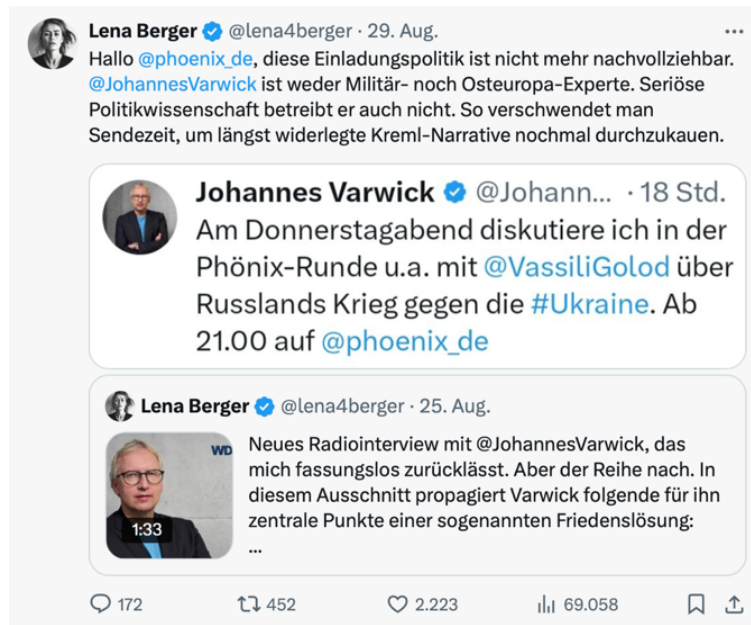 Lena Berger @lena4berger · 29. Aug.
Hallo @phoenix_de, diese Einladungspolitik ist nicht mehr nachvollziehbar.
@JohannesVarwick ist weder Militär- noch Osteuropa-Experte. Seriöse
Politikwissenschaft betreibt er auch nicht. So verschwendet man
Sendezeit, um längst widerlegte Kreml-Narrative nochmal durchzukauen.
Johannes Varwick @Johann... · 18 Std.
Am Donnerstagabend diskutiere ich in der
Phönix-Runde u.a. mit @VassiliGolod über
Russlands Krieg gegen die #Ukraine. Ab
21.00 auf @phoenix_de
Lena Berger @lena4berger · 25. Aug.
WD
1:33
Neues Radiointerview mit @JohannesVarwick, das
mich fassungslos zurücklässt. Aber der Reihe nach. In
diesem Ausschnitt propagiert Varwick folgende für ihn
zentrale Punkte einer sogenannten Friedenslösung:
...
172 452 2.223 69.058